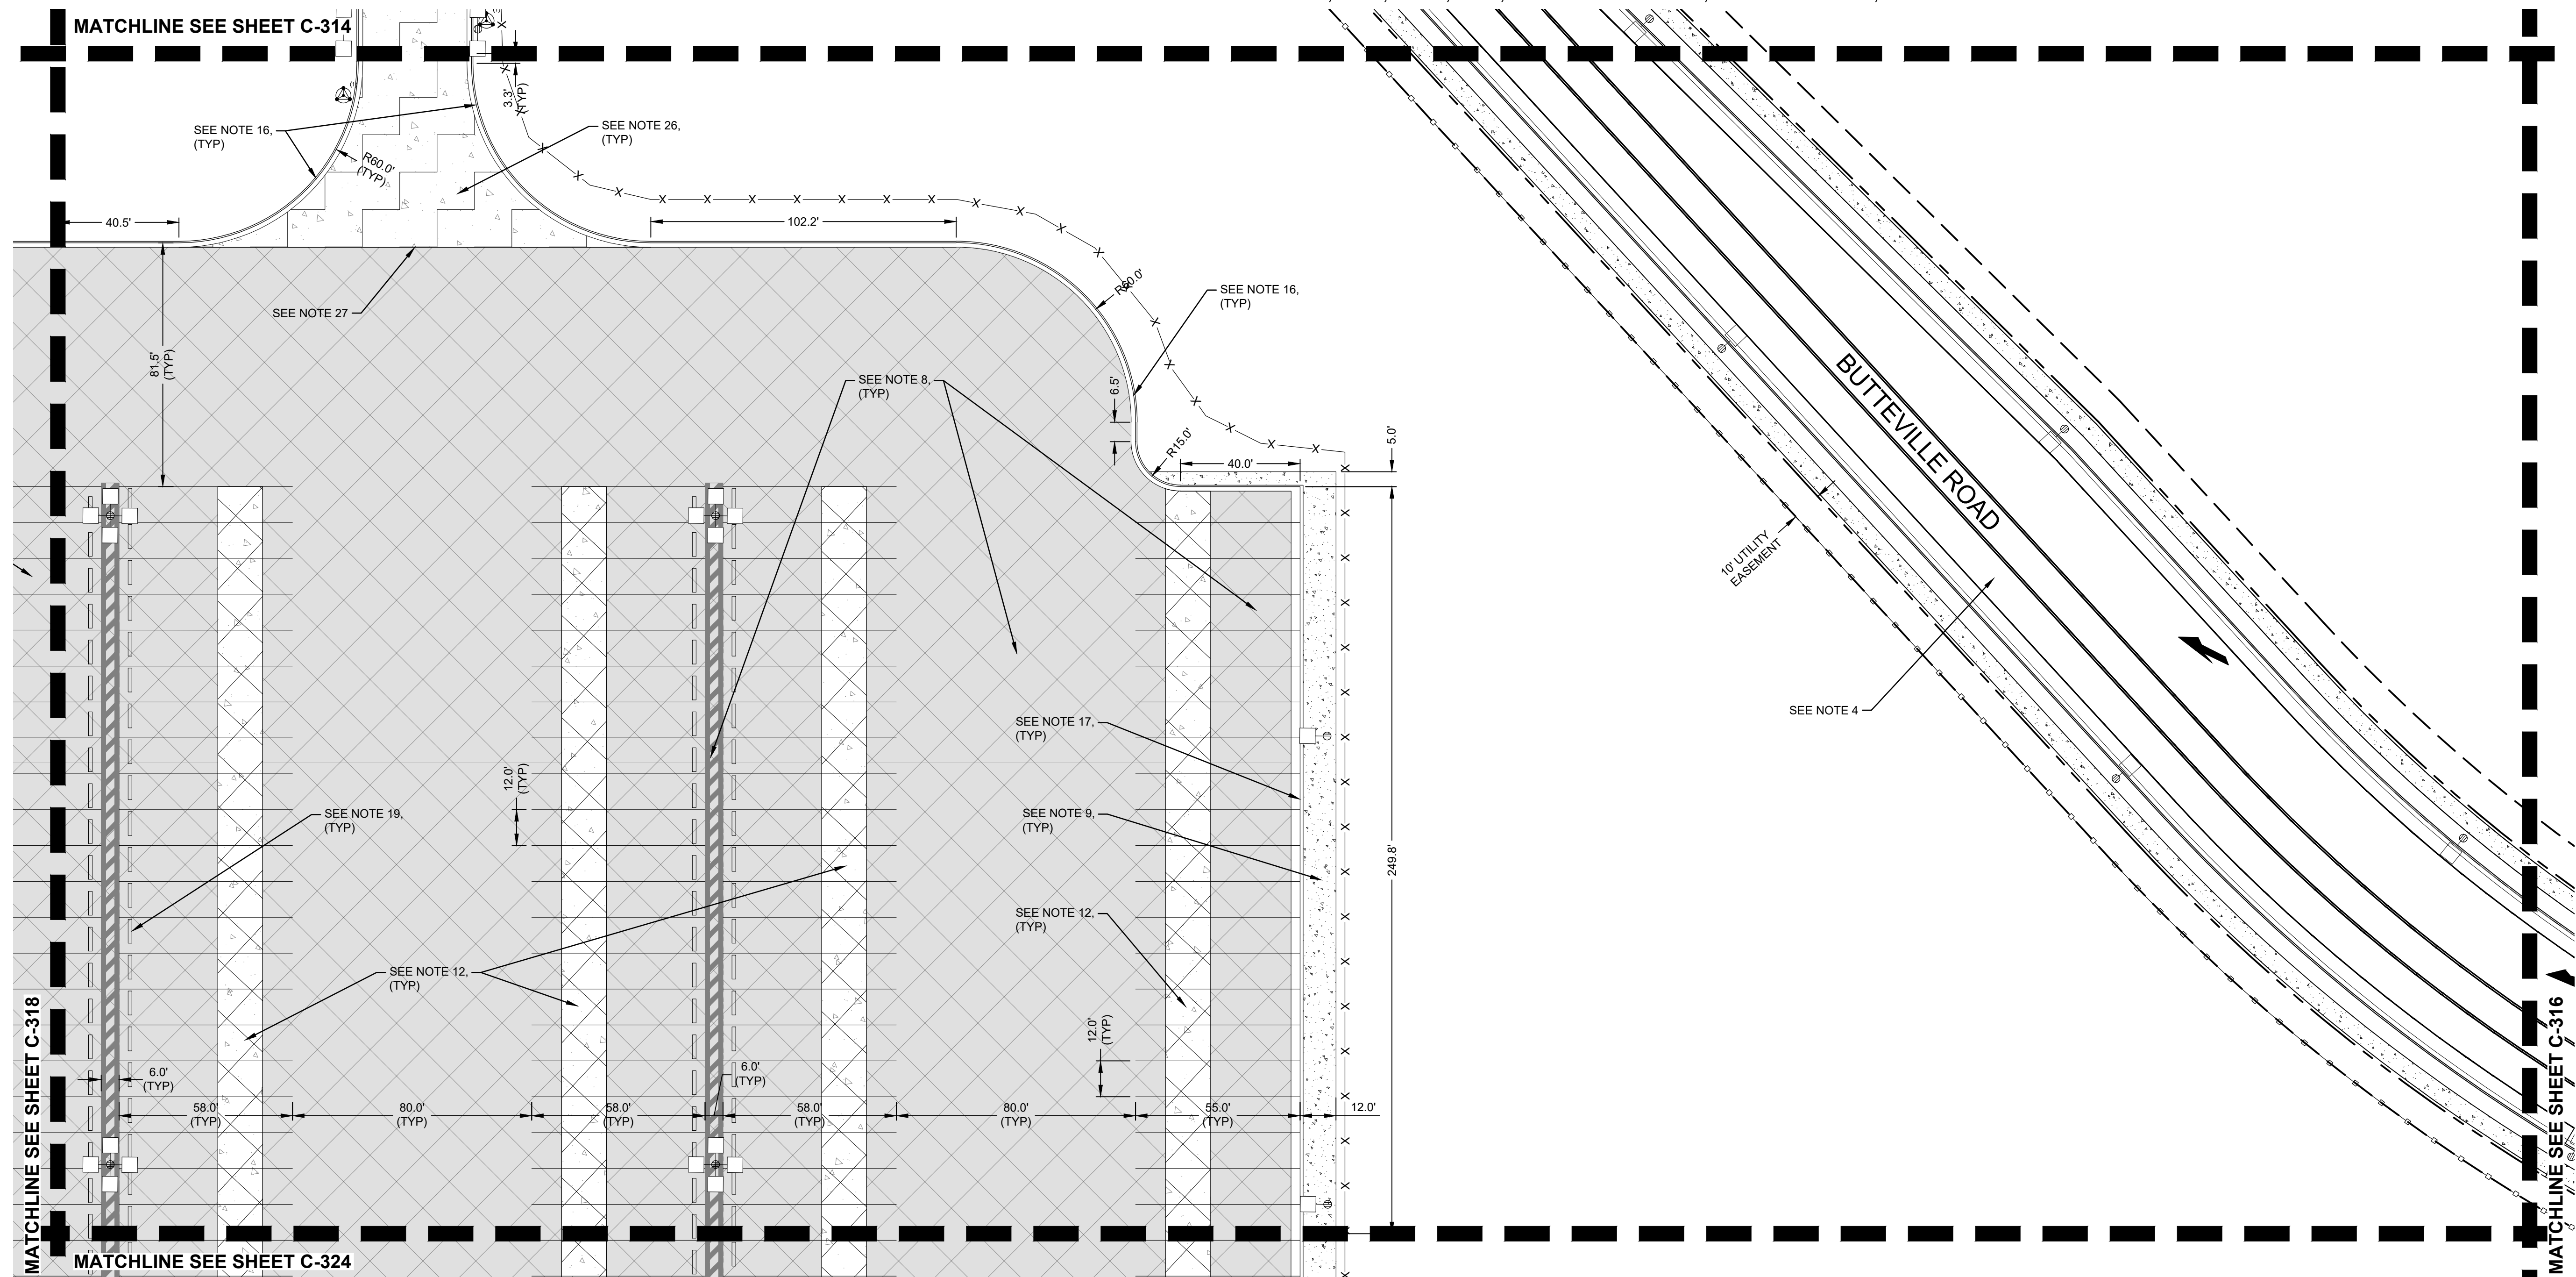 MATCHLINE SEE SHEET C-314
3.3'
(TYP)
SEE NOTE 16,
(TYP)
SEE NOTE 26,
(TYP)
R60.0'
(TYP)
40.5'
102.2'
SEE NOTE 27
81.5'
(TYP)
R60.0'
SEE NOTE 16,
(TYP)
SEE NOTE 8,
(TYP)
6.5'
R15.0'
40.0'
5.0'
BUTTEVILLE ROAD
10' UTILITY
EASEMENT
SEE NOTE 4
SEE NOTE 17,
(TYP)
12.0'
(TYP)
SEE NOTE 19,
(TYP)
SEE NOTE 9,
(TYP)
249.8'
SEE NOTE 12,
(TYP)
SEE NOTE 12,
(TYP)
12.0'
(TYP)
6.0'
(TYP)
6.0'
(TYP)
58.0'
(TYP)
80.0'
(TYP)
58.0'
(TYP)
58.0'
(TYP)
80.0'
(TYP)
55.0'
(TYP)
12.0'
MATCHLINE SEE SHEET C-318
MATCHLINE SEE SHEET C-324
MATCHLINE SEE SHEET C-316